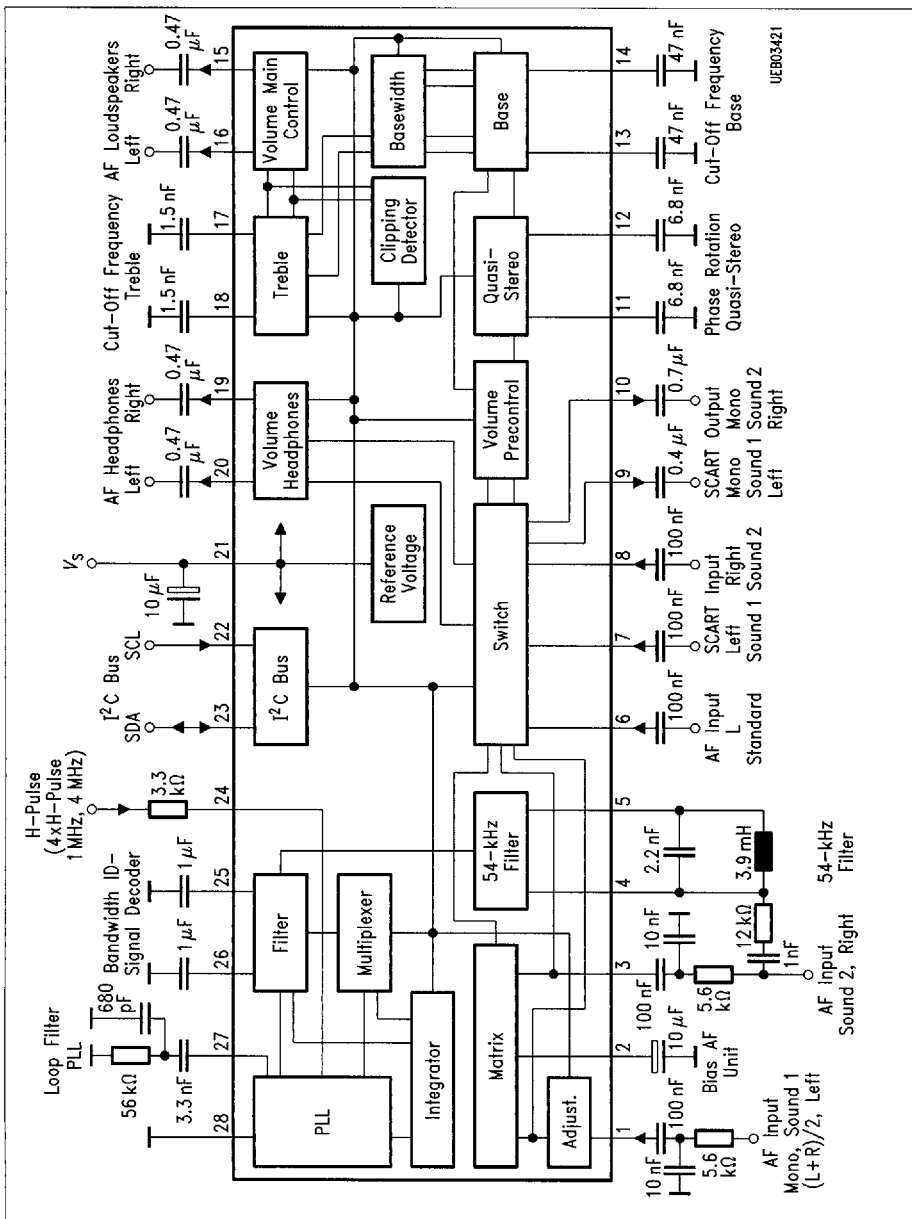 Loop Filter
PLL
56 kΩ
680
pF
3.3 nF
28
27
Bandwidth ID-
Signal Decoder
1 µF
1 µF
26
25
H-Pulse
(4xH-Pulse
1 MHz, 4 MHz)
3.3
kΩ
24
I²C Bus
SDA
SCL
23
22
Vs
10 µF
21
AF Headphones
Left
Right
0.47
µF
0.47
µF
20
19
Cut-Off Frequency
Treble
1.5 nF
1.5 nF
18
17
AF Loudspeakers
Left
Right
0.47
µF
0.47
µF
16
15
PLL
Filter
Multiplexer
Integrator
I²C Bus
Reference
Voltage
Volume
Headphones
Treble
Volume Main
Control
Clipping
Detector
Basewidth
Adjust.
Matrix
54-kHz
Filter
Switch
Volume
Precontrol
Quasi-
Stereo
Base
1
2
3
4
5
6
7
8
9
10
11
12
13
14
10 nF
100 nF
5.6
kΩ
AF Input
Mono, Sound 1
(L+R)/2, Left
10 µF
Bias AF
Unit
100 nF
10 nF
5.6
kΩ
12 kΩ
1 nF
AF Input
Sound 2, Right
2.2 nF
3.9 mH
54-kHz
Filter
100 nF
AF Input
L
Standard
100 nF
100 nF
SCART Input
Left Right
Sound 1 Sound 2
0.4 µF
0.7 µF
SCART Output
Mono Mono
Sound 1 Sound 2
Left Right
6.8 nF
6.8 nF
Phase Rotation
Quasi-Stereo
47 nF
47 nF
Cut-Off Frequency
Base
UEB03421